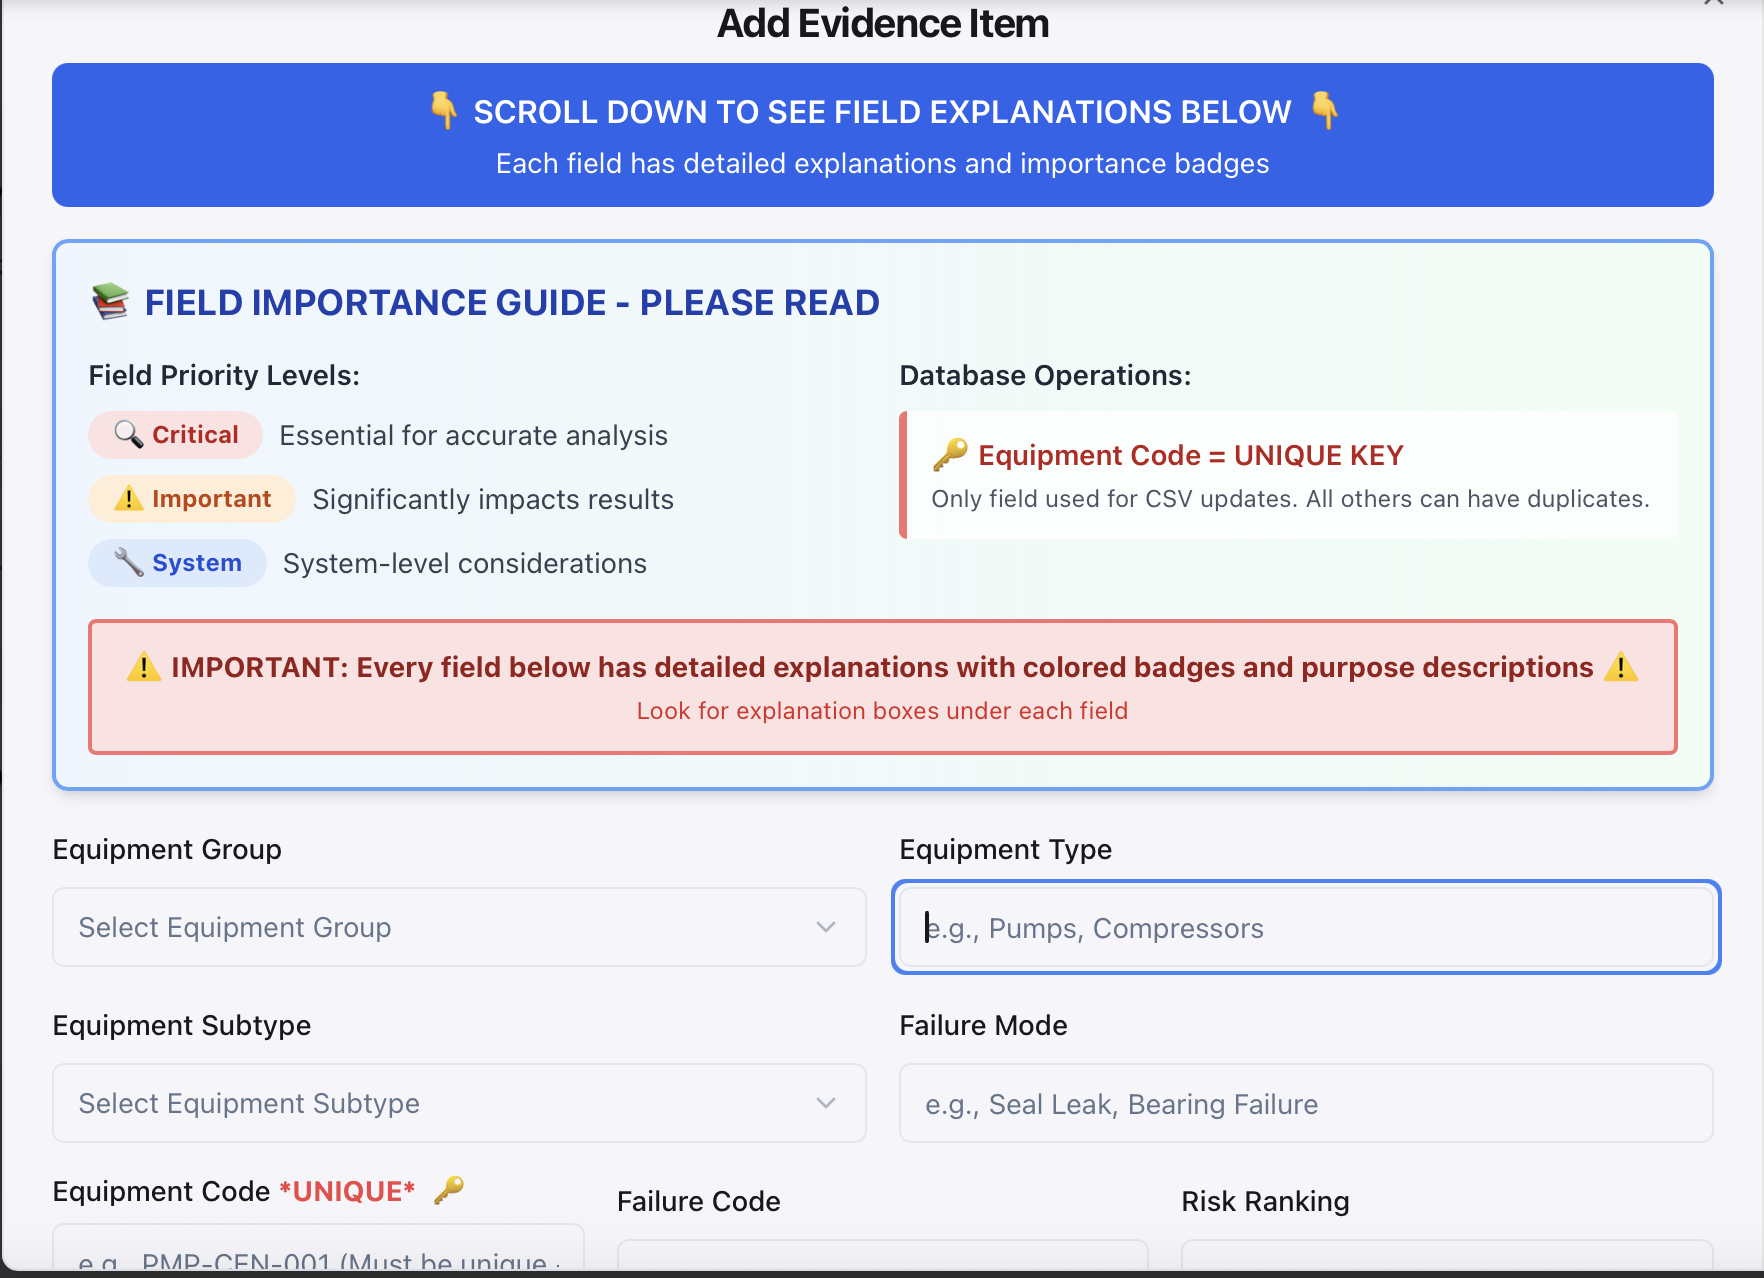 Add Evidence Item
👇 SCROLL DOWN TO SEE FIELD EXPLANATIONS BELOW 👇
Each field has detailed explanations and importance badges
📚 FIELD IMPORTANCE GUIDE - PLEASE READ
Field Priority Levels:
🔍 Critical Essential for accurate analysis
⚠️ Important Significantly impacts results
🔧 System System-level considerations
Database Operations:
🔑 Equipment Code = UNIQUE KEY
Only field used for CSV updates. All others can have duplicates.
⚠️ IMPORTANT: Every field below has detailed explanations with colored badges and purpose descriptions ⚠️
Look for explanation boxes under each field
Equipment Group
Select Equipment Group
Equipment Type
e.g., Pumps, Compressors
Equipment Subtype
Select Equipment Subtype
Failure Mode
e.g., Seal Leak, Bearing Failure
Equipment Code *UNIQUE* 🔑
e.g., PMP-CEN-001 (Must be unique
Failure Code
Risk Ranking